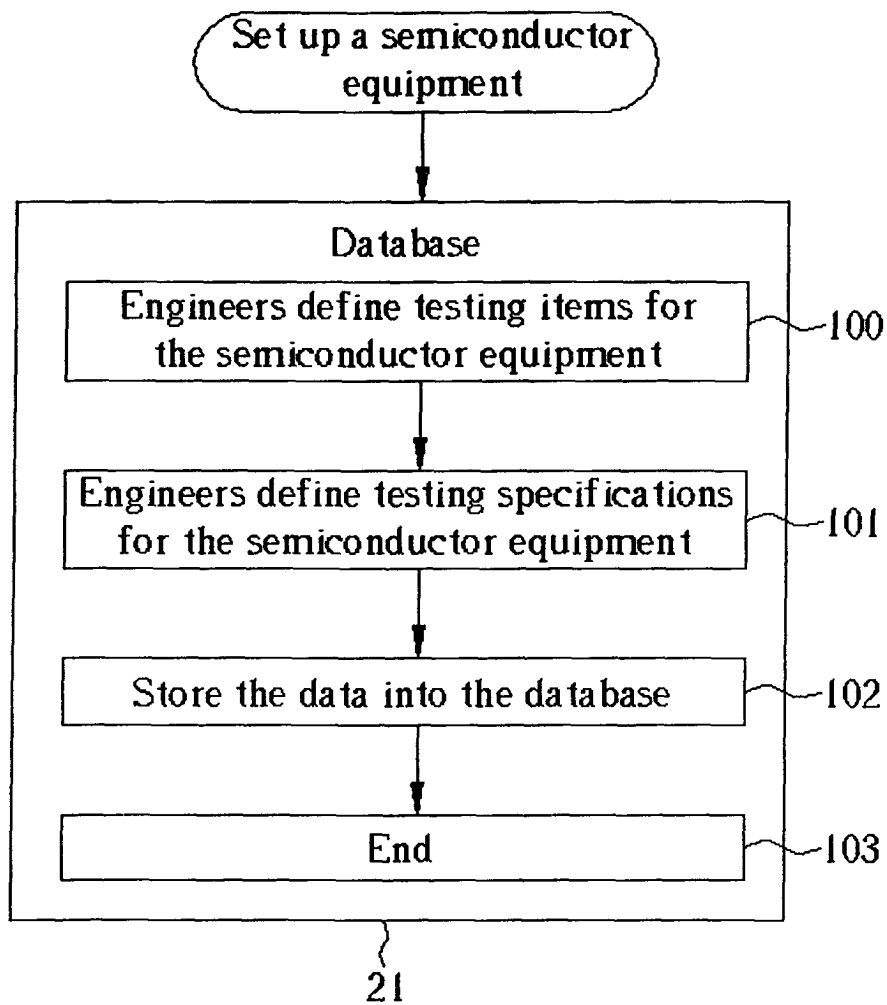 Set up a semiconductor
equipment
Database
Engineers define testing items for
the semiconductor equipment
100
Engineers define testing specifications
for the semiconductor equipment
101
Store the data into the database
102
End
103
21